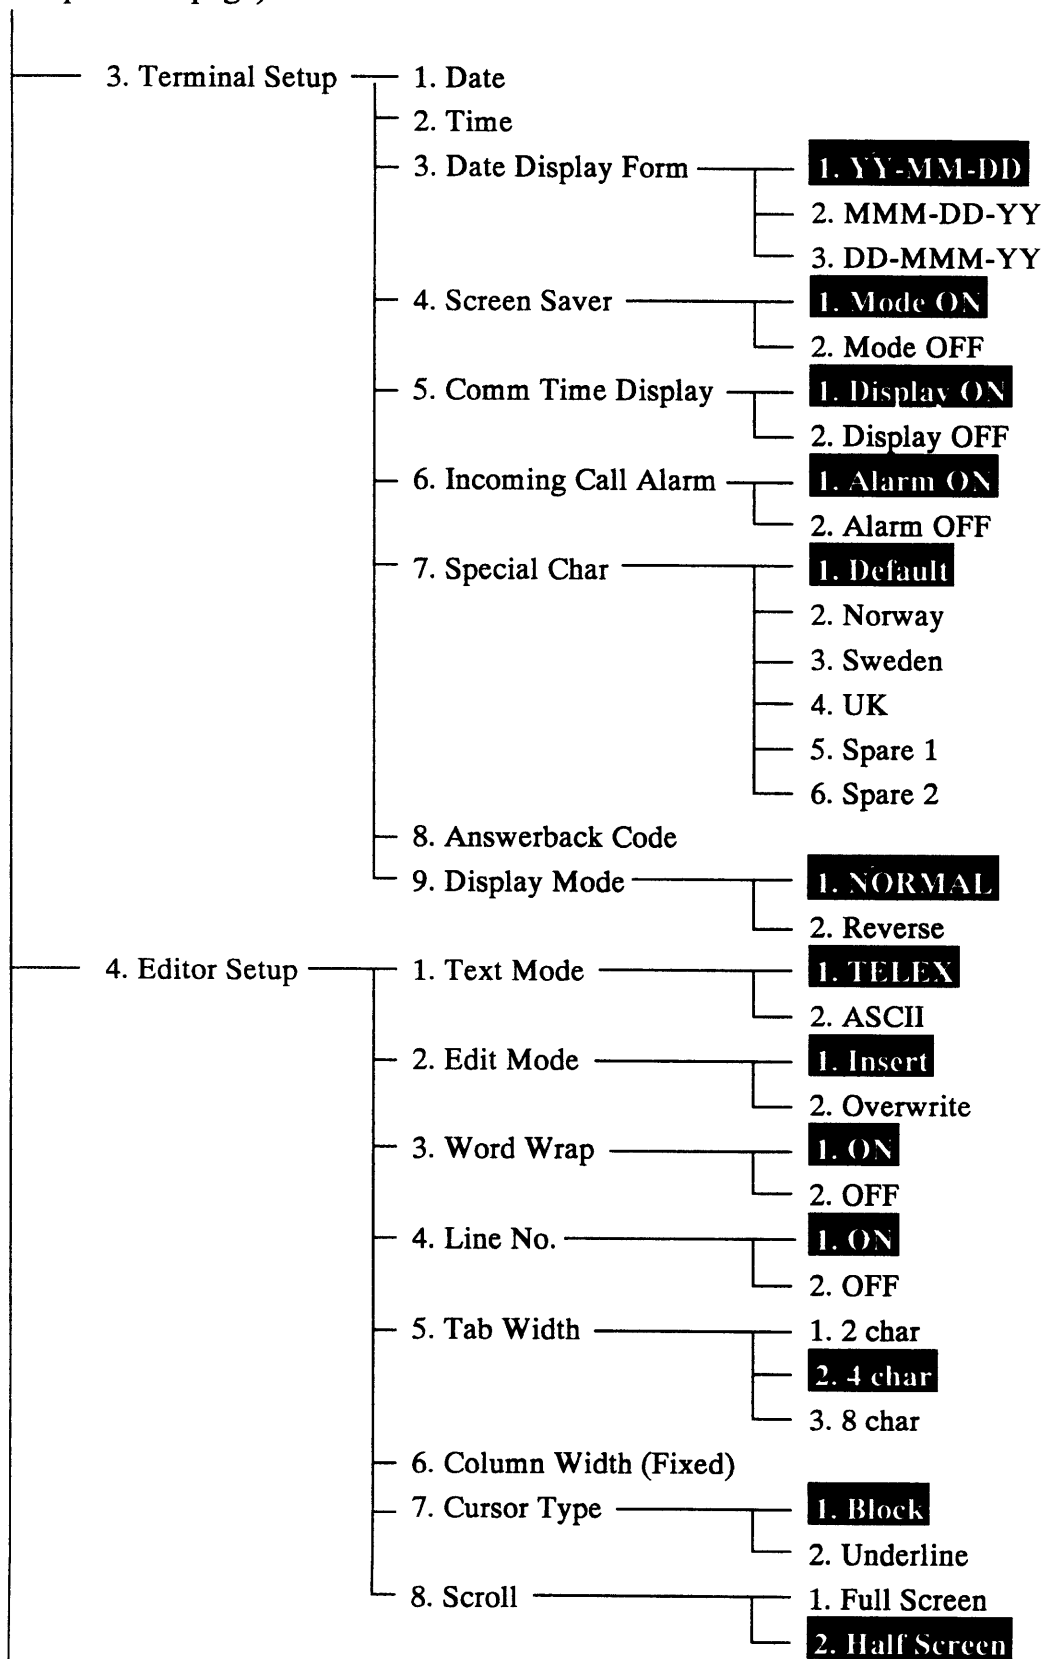 3. Terminal Setup 1. Date
2. Time
3. Date Display Form 1. YY-MM-DD
2. MMM-DD-YY
3. DD-MMM-YY
4. Screen Saver 1. Mode ON
2. Mode OFF
5. Comm Time Display 1. Display ON
2. Display OFF
6. Incoming Call Alarm 1. Alarm ON
2. Alarm OFF
7. Special Char 1. Default
2. Norway
3. Sweden
4. UK
5. Spare 1
6. Spare 2
8. Answerback Code
9. Display Mode 1. NORMAL
2. Reverse
4. Editor Setup 1. Text Mode 1. TELEX
2. ASCII
2. Edit Mode 1. Insert
2. Overwrite
3. Word Wrap 1. ON
2. OFF
4. Line No. 1. ON
2. OFF
5. Tab Width 1. 2 char
2. 4 char
3. 8 char
6. Column Width (Fixed)
7. Cursor Type 1. Block
2. Underline
8. Scroll 1. Full Screen
2. Half Screen